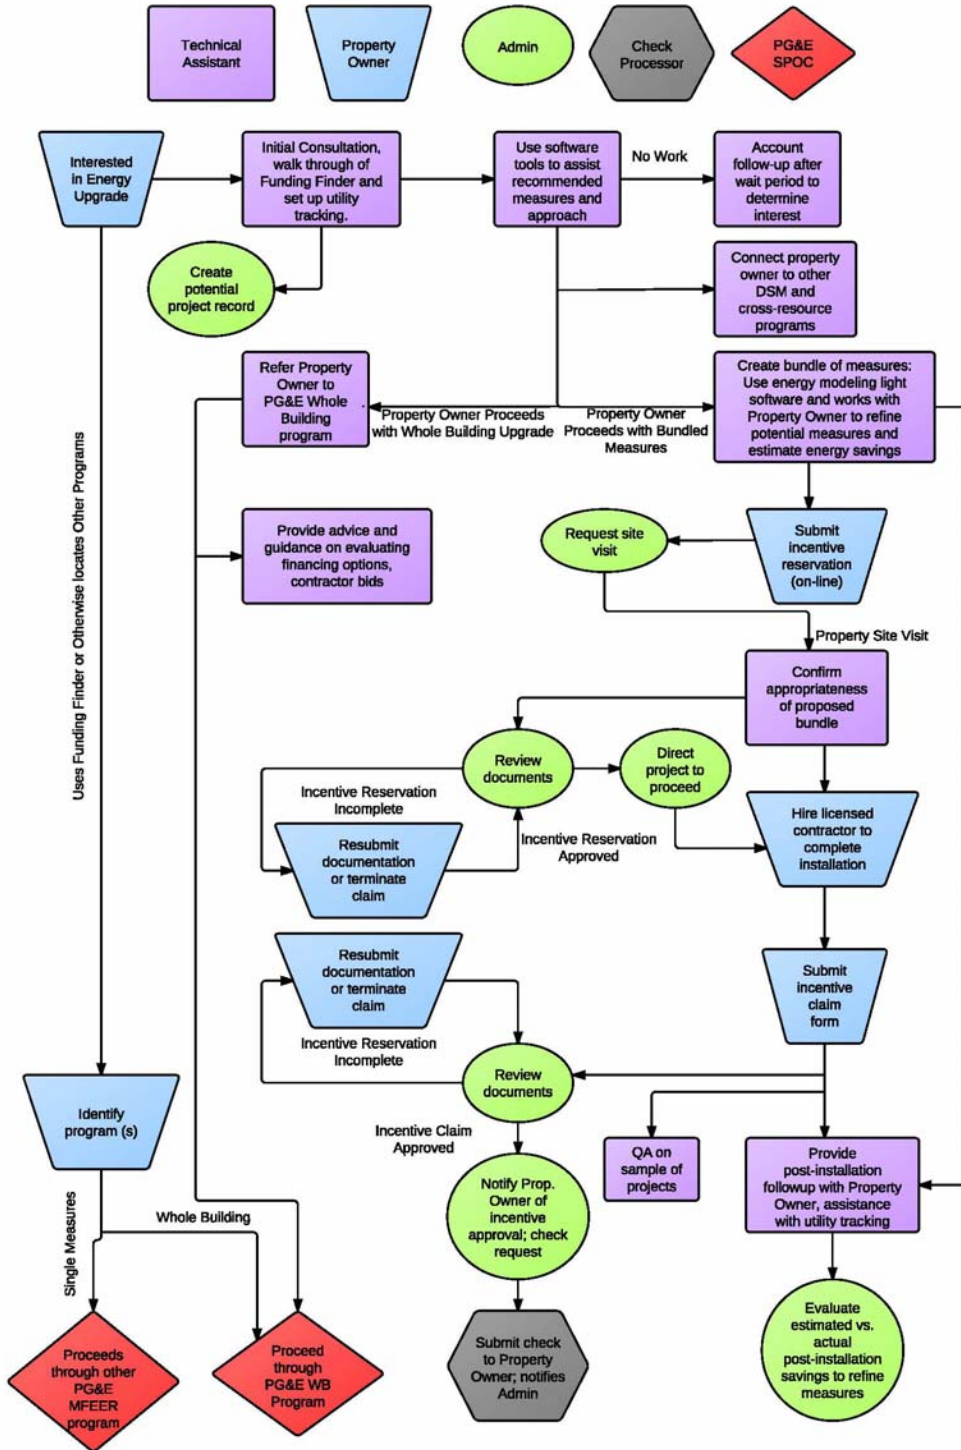 Technical
Assistant
Property
Owner
Admin
Check
Processor
PG&E
SPOC
Interested
in Energy
Upgrade
Initial Consultation,
walk through of
Funding Finder and
set up utility
tracking.
Use software
tools to assist
recommended
measures and
approach
No Work
Account
follow-up after
wait period to
determine
interest
Create
potential
project record
Connect property
owner to other
DSM and
cross-resource
programs
Refer Property
Owner to
PG&E Whole
Building
program
Property Owner Proceeds
with Whole Building Upgrade
Property Owner
Proceeds with Bundled
Measures
Create bundle of measures:
Use energy modeling light
software and works with
Property Owner to refine
potential measures and
estimate energy savings
Uses Funding Finder or Otherwise locates Other Programs
Provide advice and
guidance on evaluating
financing options,
contractor bids
Request site
visit
Submit
incentive
reservation
(on-line)
Property Site Visit
Confirm
appropriateness
of proposed
bundle
Review
documents
Direct
project to
proceed
Incentive Reservation
Incomplete
Resubmit
documentation
or terminate
claim
Incentive Reservation
Approved
Hire licensed
contractor to
complete
installation
Resubmit
documentation
or terminate
claim
Submit
incentive
claim
form
Incentive Reservation
Incomplete
Review
documents
Identify
program (s)
Incentive Claim
Approved
QA on
sample of
projects
Provide
post-installation
followup with Property
Owner, assistance
with utility tracking
Single Measures
Whole Building
Notify Prop.
Owner of
incentive
approval; check
request
Proceeds
through other
PG&E
MFEER
program
Proceed
through
PG&E WB
Program
Submit check
to Property
Owner; notifies
Admin
Evaluate
estimated vs.
actual
post-installation
savings to refine
measures